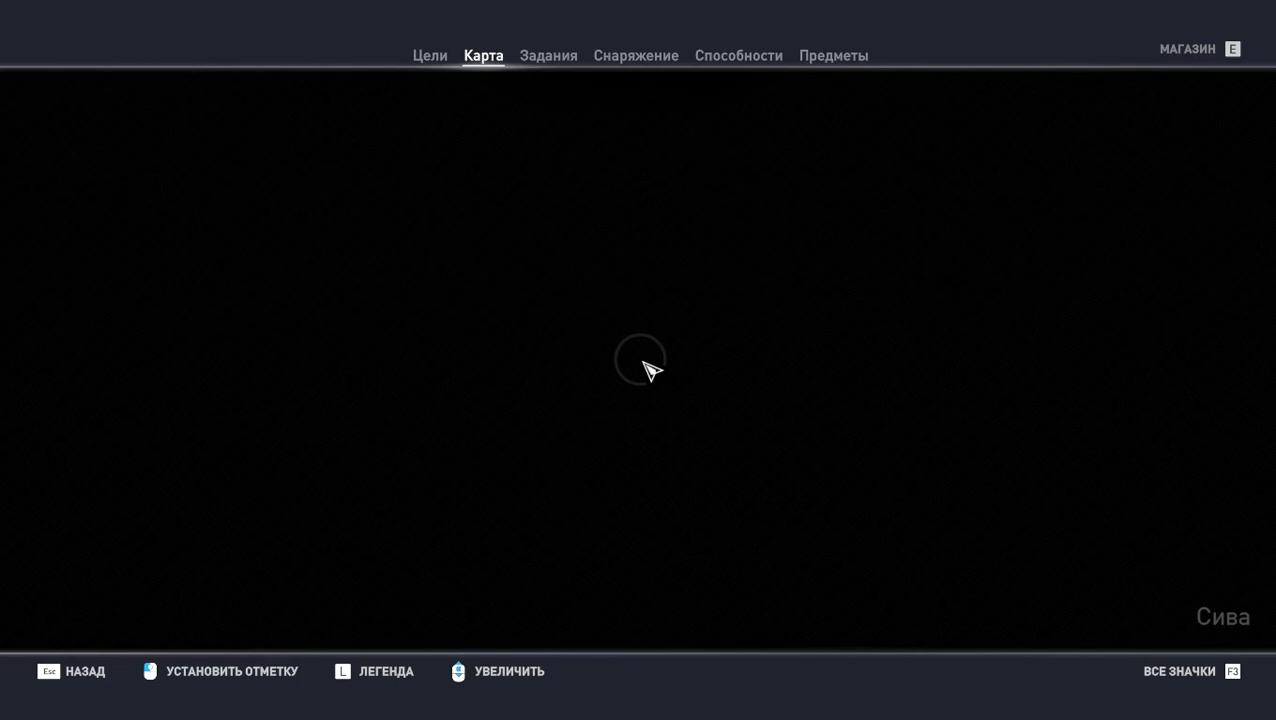 Цели Карта Задания Снаряжение Способности Предметы
МАГАЗИН E
Сива
Esc НАЗАД УСТАНОВИТЬ ОТМЕТКУ L ЛЕГЕНДА УВЕЛИЧИТЬ ВСЕ ЗНАЧКИ F3